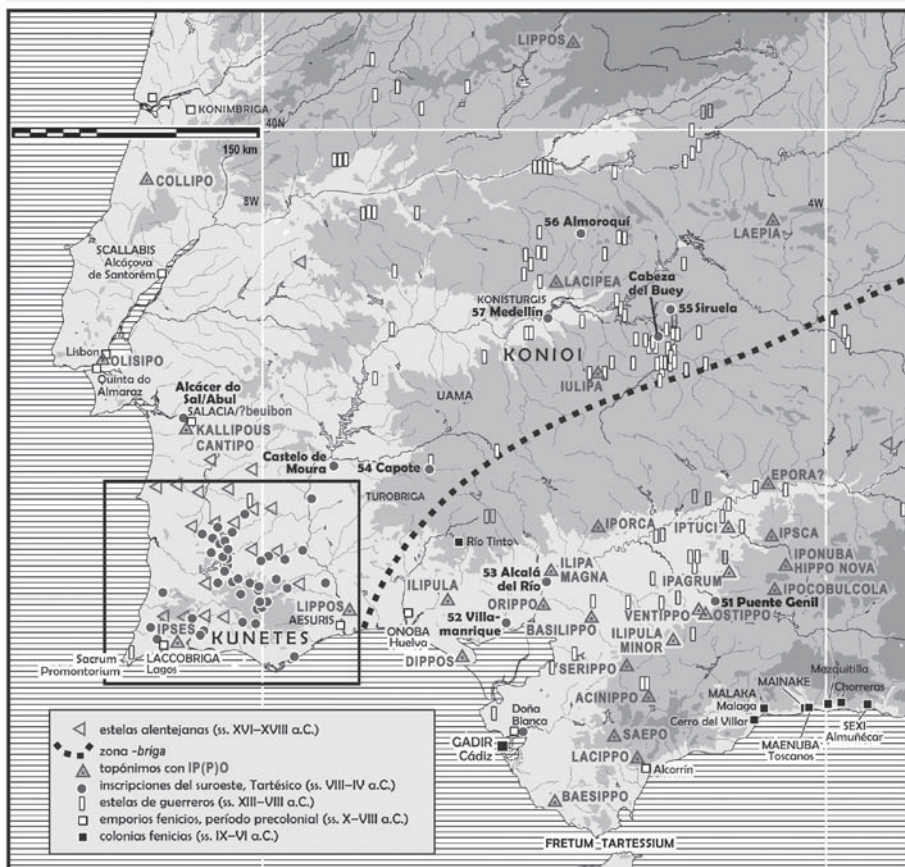 LIPPOS
KONIMBRIGA
40N
150 km
COLLIPO
8W
4W
56 Almoroquí
LAEPIA
SCALLABIS
Alcáçova
de Santorém
LACIPEA
Cabeza
del Buey
KONISTURGIS
57 Medellín
55 Siruela
KONIOI
Lisbon
OLISIPO
Quinta do
Almaraz
IULIPA
UAMA
Alcácer do
Sal/Abul
SALACIA/?beuibon
KALLIPOUS
CANTIPO
Castelo de
Moura
54 Capote
TUROBRIGA
EPORA?
IPORCA
IPTUCI
IPSCA
Río Tinto
53 Alcalá
del Río
ILIPA
MAGNA
IPONUBA
HIPPO NOVA
IPAGRUM
IPOCOBULCOLA
ILIPULA
LIPPOS
AESURIS
ORIPPO
51 Puente Genil
VENTIPPO
OSTIPPO
52 Villa-
manrique
BASILIPPO
ONOBA
Huelva
ILIPULA
MINOR
IPSES
KUNETES
DIPPOS
SERIPPO
Sacrum
Promontorium
LACCOBRIGA
Lagos
Mezquitilla
ACINIPPO
MAINAKE
Chorreras
MALAKA
Malaga
Cerro del Villar
Doña
Blanca
SAEPO
MAENUBA
Toscanos
SEXI
Almuñécar
GADIR
Cádiz
LACIPPO
Alcorrín
BAESIPPO
FRETUM TARTESSIUM
estelas alentejanas (ss. XVI–XVIII a.C.)
zona -briga
topónimos con IP(P)O
inscripciones del suroeste, Tartésico (ss. VIII–IV a.C.)
estelas de guerreros (ss. XIII–VIII a.C.)
emporios fenicios, período precolonial (ss. X–VIII a.C.)
colonias fenicias (ss. IX–VI a.C.)